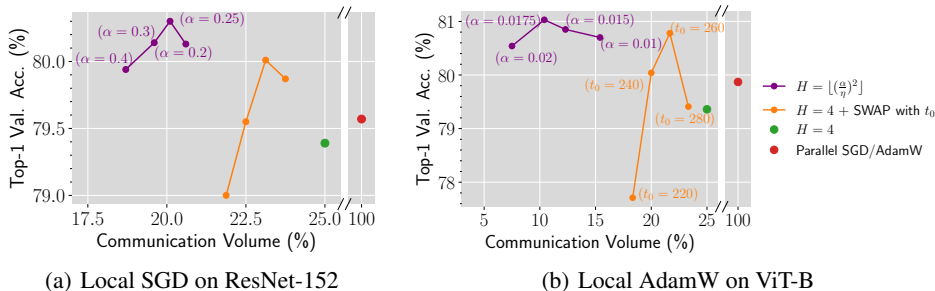 Top-1 Val. Acc. (%)
80.0
79.5
79.0
(α = 0.25)
(α = 0.3)
(α = 0.4)
(α = 0.2)
17.5 20.0 22.5 25.0 100
Communication Volume (%)
(a) Local SGD on ResNet-152
Top-1 Val. Acc. (%)
81
80
79
78
(α = 0.0175)
(α = 0.015)
(α = 0.02)
(α = 0.01)
(t₀ = 260
(t₀ = 240)
(t₀ = 280)
(t₀ = 220)
5 10 15 20 25 100
Communication Volume (%)
(b) Local AdamW on ViT-B
H = ⌊(α/η)²⌋
H = 4 + SWAP with t₀
H = 4
Parallel SGD/AdamW